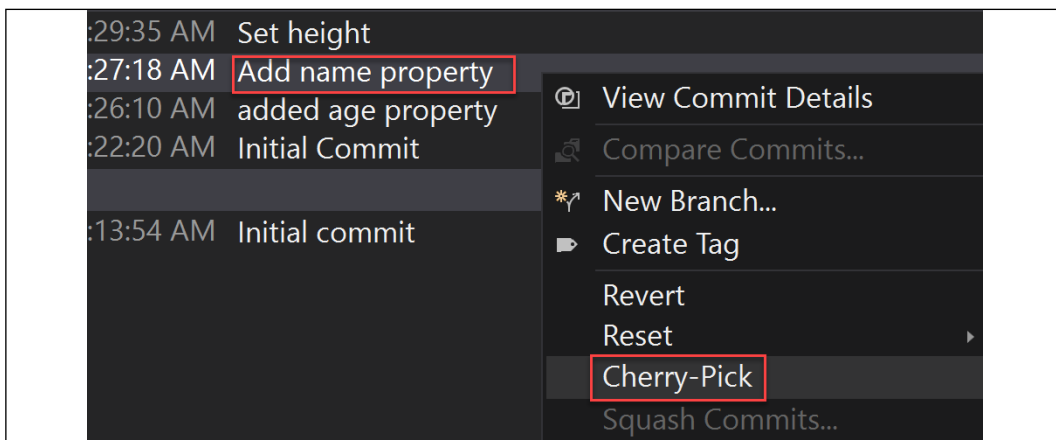 :29:35 AM Set height
:27:18 AM Add name property
:26:10 AM added age property
:22:20 AM Initial Commit
:13:54 AM Initial commit
View Commit Details
Compare Commits...
New Branch...
Create Tag
Revert
Reset
Cherry-Pick
Squash Commits...